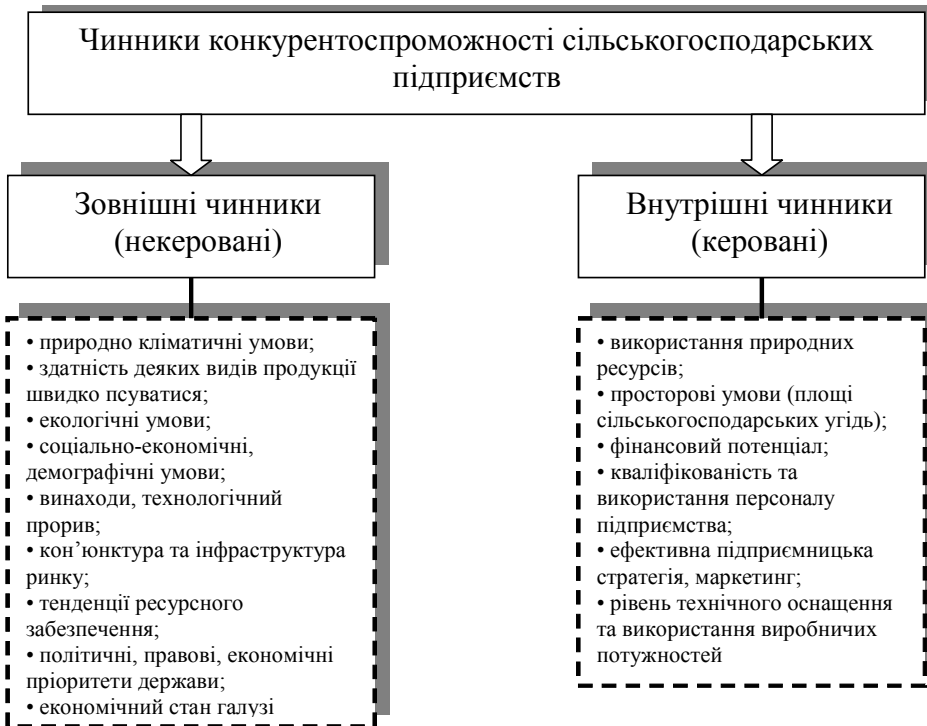 Чинники конкурентоспроможності сільськогосподарських
підприємств
Зовнішні чинники
(некеровані)
• природно кліматичні умови;
• здатність деяких видів продукції
швидко псуватися;
• екологічні умови;
• соціально-економічні,
демографічні умови;
• винаходи, технологічний
прорив;
• кон’юнктура та інфраструктура
ринку;
• тенденції ресурсного
забезпечення;
• політичні, правові, економічні
пріоритети держави;
• економічний стан галузі
Внутрішні чинники
(керовані)
• використання природних
ресурсів;
• просторові умови (площі
сільськогосподарських угідь);
• фінансовий потенціал;
• кваліфікованість та
використання персоналу
підприємства;
• ефективна підприємницька
стратегія, маркетинг;
• рівень технічного оснащення
та використання виробничих
потужностей